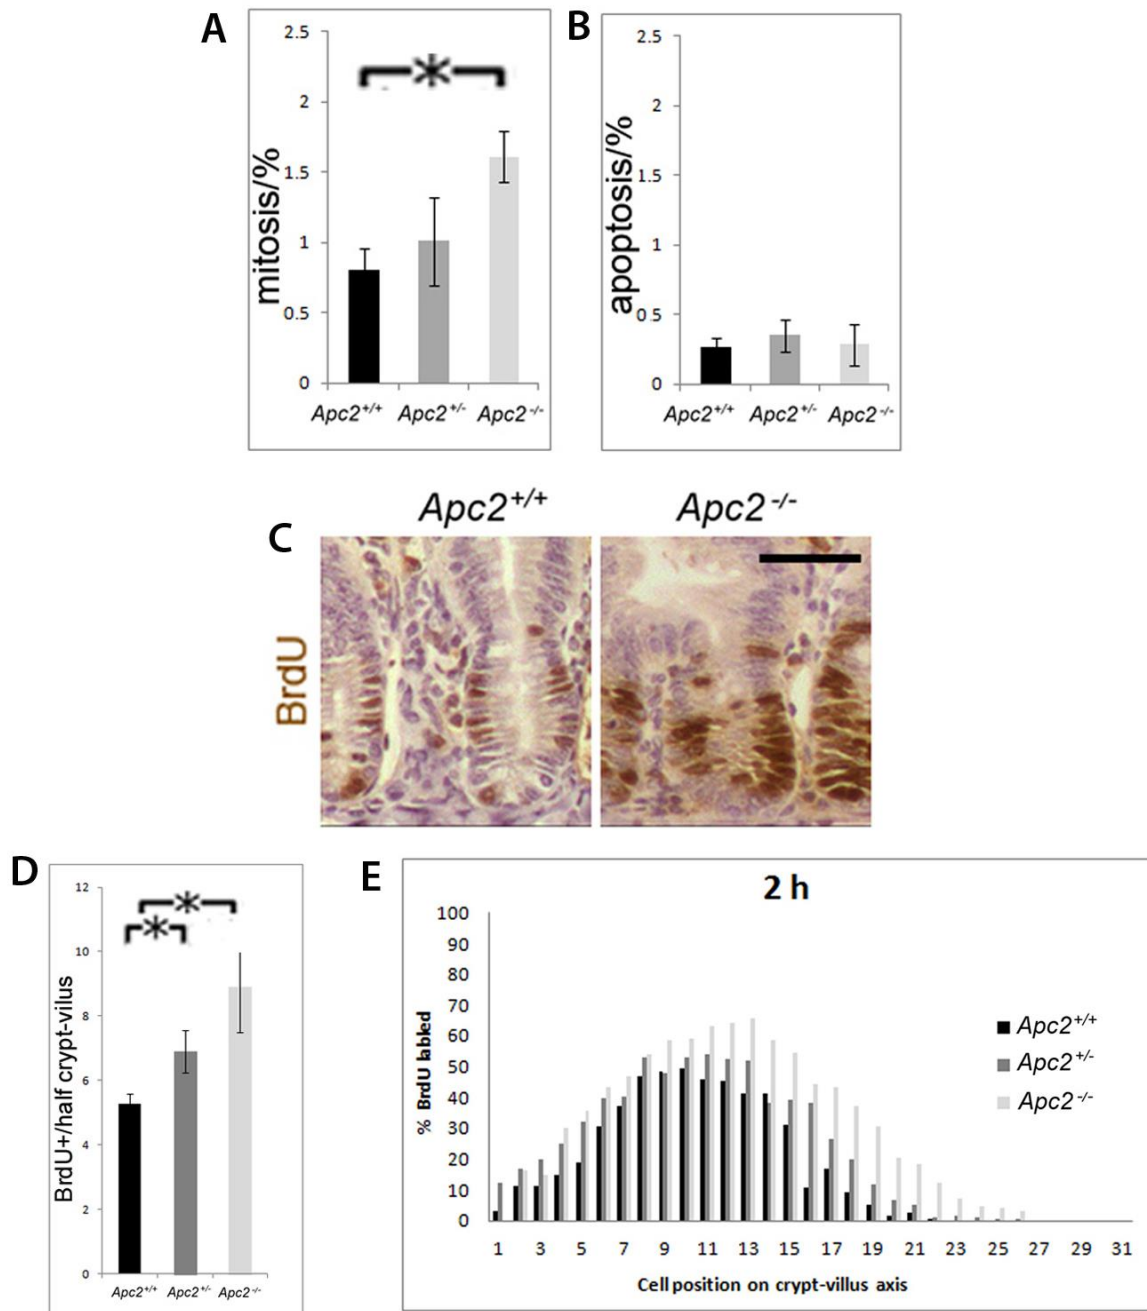 A
2.5
2
1.5
1
0.5
0
mitosis/%
*
Apc2+/+ Apc2+/- Apc2-/-
B
2.5
2
1.5
1
0 5
0
apoptosis/%
Apc2+/+ Apc2+/- Apc2-/-
C
Apc2+/+ Apc2-/-
BrdU
D
12
10
8
6
4
2
0
BrdU+/half crypt-vilus
*
*
Apc2+/+ Apc2+/- Apc2-/-
E
2 h
100
90
80
70
60
50
40
30
20
10
0
% BrdU labled
1 3 5 7 9 11 13 15 17 19 21 23 25 27 29 31
Cell position on crypt-villus axis
Apc2+/+
Apc2+/-
Apc2-/-